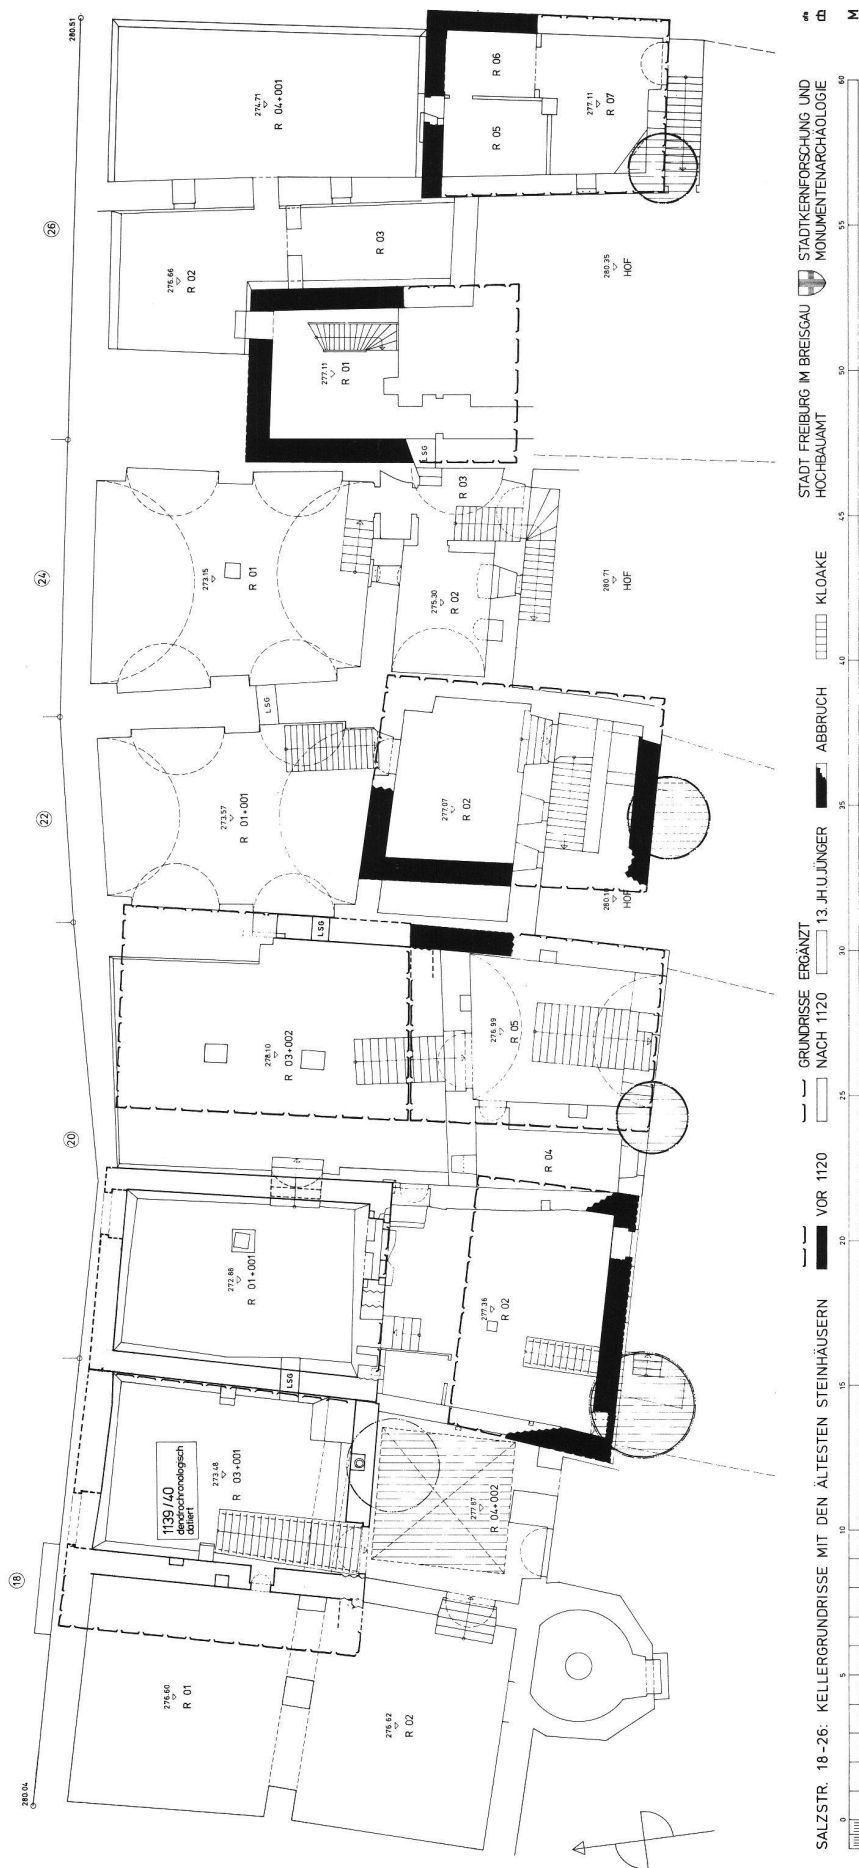 280.04
280.51
18
20
22
24
26
276.60
R 01
276.62
R 02
1139/40
dendrochronologisch
datiert
273.48
R 03+001
277.87
R 04+002
LSG
272.88
R 01+001
277.36
R 02
R 04
278.10
R 03+002
276.99
R 05
LSG
273.57
R 01+001
277.07
R 02
HOF
LSG
273.15
R 01
275.30
R 02
R 03
280.71
HOF
LSG
277.11
R 01
276.66
R 02
R 03
280.35
HOF
274.71
R 04+001
R 05
R 06
277.11
R 07
SALZSTR. 18-26: KELLERGRUNDRISSE MIT DEN ÄLTESTEN STEINHÄUSERN
GRUNDRISSE ERGÄNZT
VOR 1120
NACH 1120
13. JH.U.JÜNGER
ABBRUCH
KLOAKE
STADT FREIBURG IM BREISGAU
HOCHBAUAMT
STADTKERNFORSCHUNG UND
MONUMENTENARCHÄOLOGIE
0 5 10 15 20 25 30 35 40 45 50 55 60 M